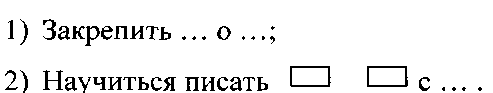 1) Закрепить … о …;
2) Научиться писать с … .